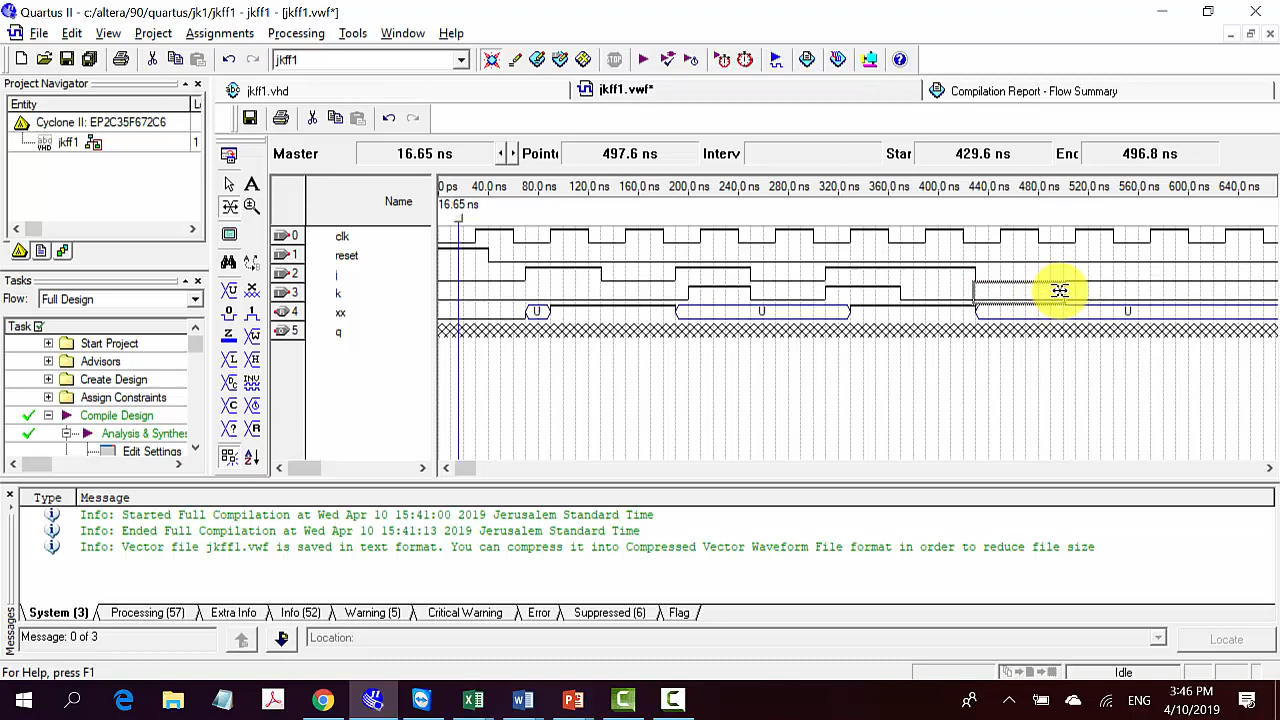 Quartus II - c:/altera/90/quartus/jk1/jkff1 - jkff1 - [jkff1.vwf*]
File Edit View Project Assignments Processing Tools Window Help
jkff1
Project Navigator
Entity
Cyclone II: EP2C35F672C6
jkff1 1
Tasks
Flow: Full Design
Task
Start Project
Advisors
Create Design
Assign Constraints
Compile Design
Analysis & Synthes
Edit Settings
jkff1.vhd
jkff1.vwf*
Compilation Report - Flow Summary
Master 16.65 ns Point 497.6 ns Interv Star 429.6 ns Enc 496.8 ns
Name
0 ps 40.0 ns 80.0 ns 120.0 ns 160.0 ns 200.0 ns 240.0 ns 280.0 ns 320.0 ns 360.0 ns 400.0 ns 440.0 ns 480.0 ns 520.0 ns 560.0 ns 600.0 ns 640.0 ns
16.65 ns
0 clk
1 reset
2 j
3 k
4 xx U U U
5 q
Type Message
Info: Started Full Compilation at Wed Apr 10 15:41:00 2019 Jerusalem Standard Time
Info: Ended Full Compilation at Wed Apr 10 15:41:13 2019 Jerusalem Standard Time
Info: Vector file jkff1.vwf is saved in text format. You can compress it into Compressed Vector Waveform File format in order to reduce file size
System (3) Processing (57) Extra Info Info (52) Warning (5) Critical Warning Error Suppressed (6) Flag
Messages
Message: 0 of 3
Location:
Locate
For Help, press F1
Idle
ENG
3:46 PM
4/10/2019